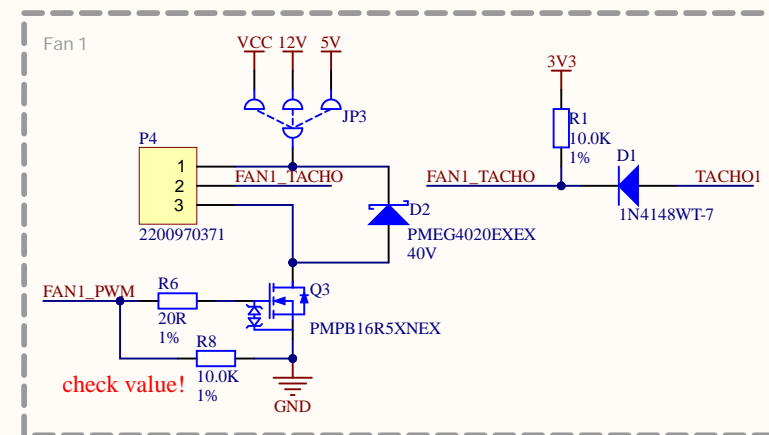 Fan 1
VCC 12V 5V
JP3
3V3
R1
10.0K
1%
P4
1
2
3
FAN1_TACHO
2200970371
FAN1_TACHO
D1
TACHO1
1N4148WT-7
D2
PMEG4020EXEX
40V
FAN1_PWM
R6
20R
1%
Q3
PMPB16R5XNEX
R8
10.0K
1%
check value!
GND